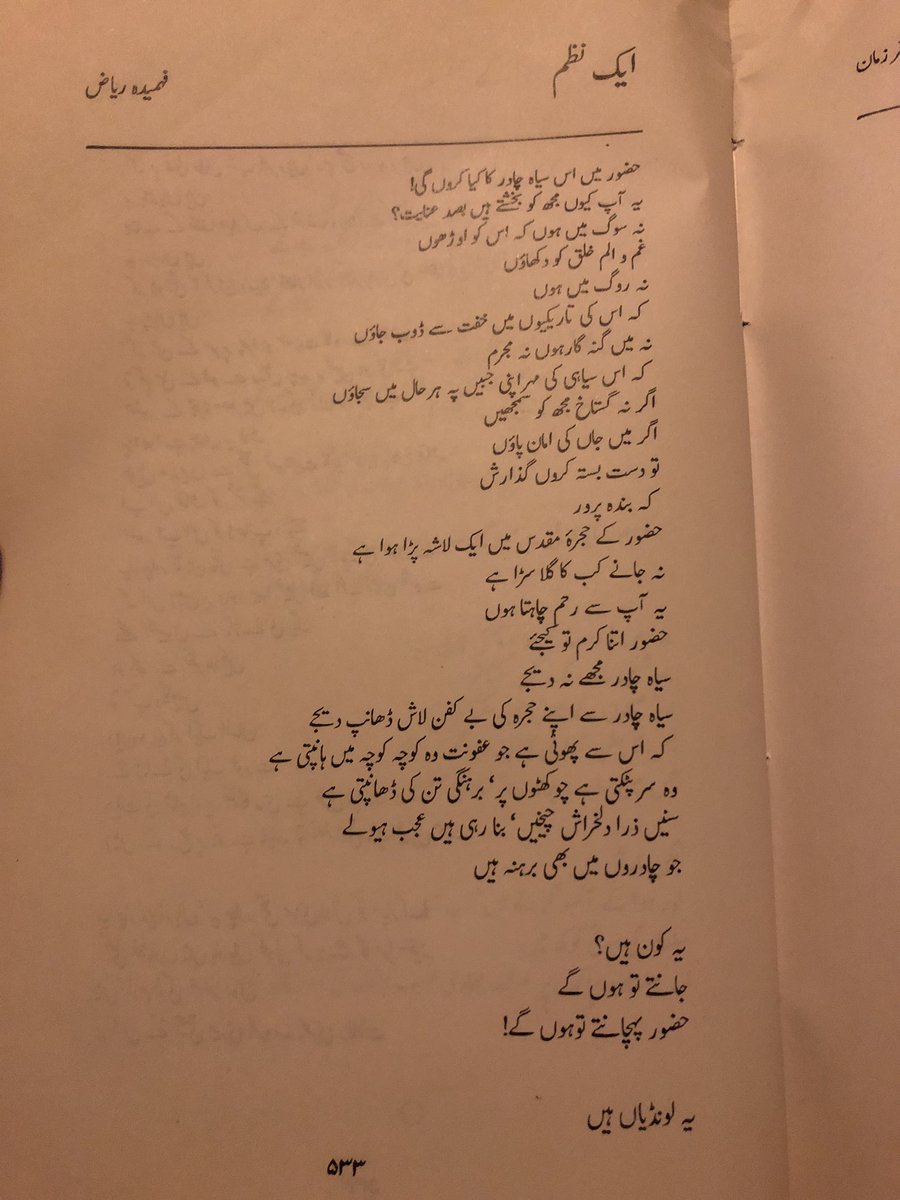 ایک نظم
فہمیدہ ریاض
حضور میں اس سیاہ چادر کا کیا کروں گی!
یہ آپ کیوں مجھ کو بخشتے ہیں بصد عنایت؟
نہ سوگ میں ہوں کہ اس کو اوڑھوں
غم و الم خلق کو دکھاؤں
نہ روگ میں ہوں
کہ اس کی تاریکیوں میں خفت سے ڈوب جاؤں
نہ میں گنہ گار ہوں نہ مجرم
کہ اس سیاہی کی مہر اپنی جبیں پہ ہر حال میں سجاؤں
اگر نہ گستاخ مجھ کو سمجھیں
اگر میں جاں کی امان پاؤں
تو دست بستہ کروں گذارش
کہ بندہ پرور
حضور کے حجرۂ مقدس میں ایک لاشہ پڑا ہوا ہے
نہ جانے کب کا گلا سڑا ہے
یہ آپ سے رحم چاہتا ہوں
حضور اتنا کرم تو کیجئے
سیاہ چادر مجھے نہ دیجے
سیاہ چادر سے اپنے حجرہ کی بے کفن لاش ڈھانپ دیجے
کہ اس سے پھوٹی ہے جو عفونت وہ کوچہ کوچہ میں ہانپتی ہے
وہ سر پٹکتی ہے چوکھٹوں پر، برہنگی تن کی ڈھانپتی ہے
سنیں ذرا دلخراش چیخیں، بنا رہی ہیں عجب ہیولے
جو چادروں میں بھی برہنہ ہیں
یہ کون ہیں؟
جانتے تو ہوں گے
حضور پہچانتے تو ہوں گے!
یہ لونڈیاں ہیں
۵۳۳
زمان